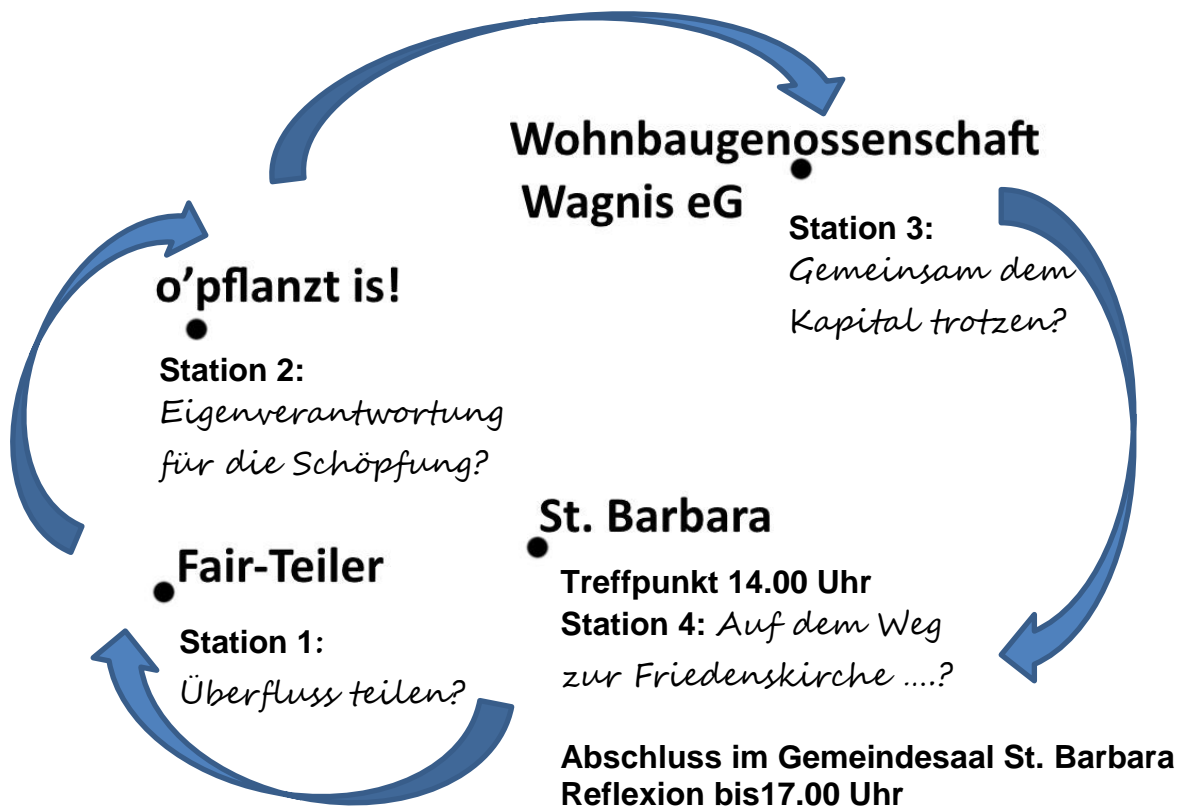 Wohnbaugenossenschaft
Wagnis eG
Station 3:
Gemeinsam dem
Kapital trotzen?
o'pflanzt is!
Station 2:
Eigenverantwortung
für die Schöpfung?
St. Barbara
Treffpunkt 14.00 Uhr
Station 4: Auf dem Weg
zur Friedenskirche ....?
Fair-Teiler
Station 1:
Überfluss teilen?
Abschluss im Gemeindesaal St. Barbara
Reflexion bis17.00 Uhr